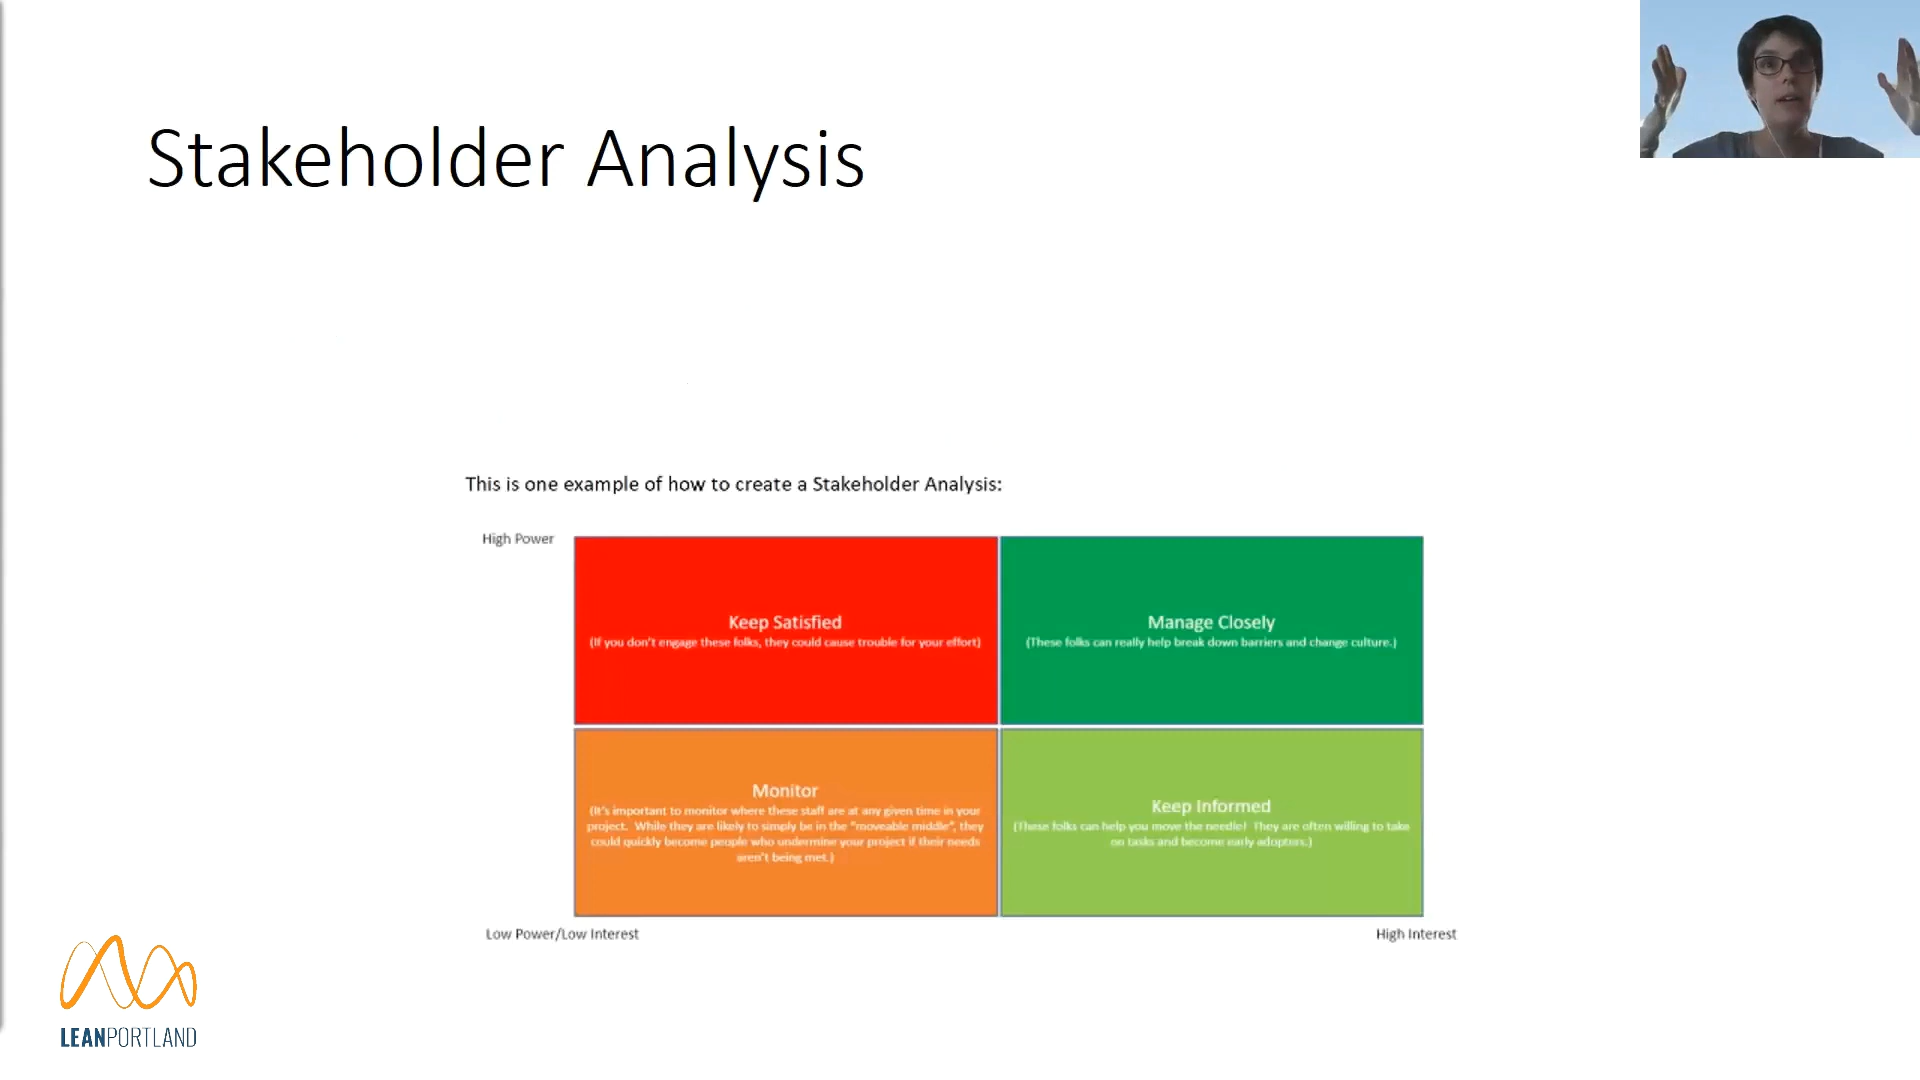 Stakeholder Analysis
This is one example of how to create a Stakeholder Analysis:
High Power
Keep Satisfied
(If you don't engage these folks, they could cause trouble for your effort)
Manage Closely
(These folks can really help break down barriers and change culture.)
Monitor
(It's important to monitor where these staff are at any given time in your
project. While they are likely to simply be in the "moveable middle", they
could quickly become people who undermine your project if their needs
aren't being met.)
Keep Informed
(These folks can help you move the needle! They are often willing to take
on tasks and become early adopters.)
Low Power/Low Interest
High Interest
LEANPORTLAND